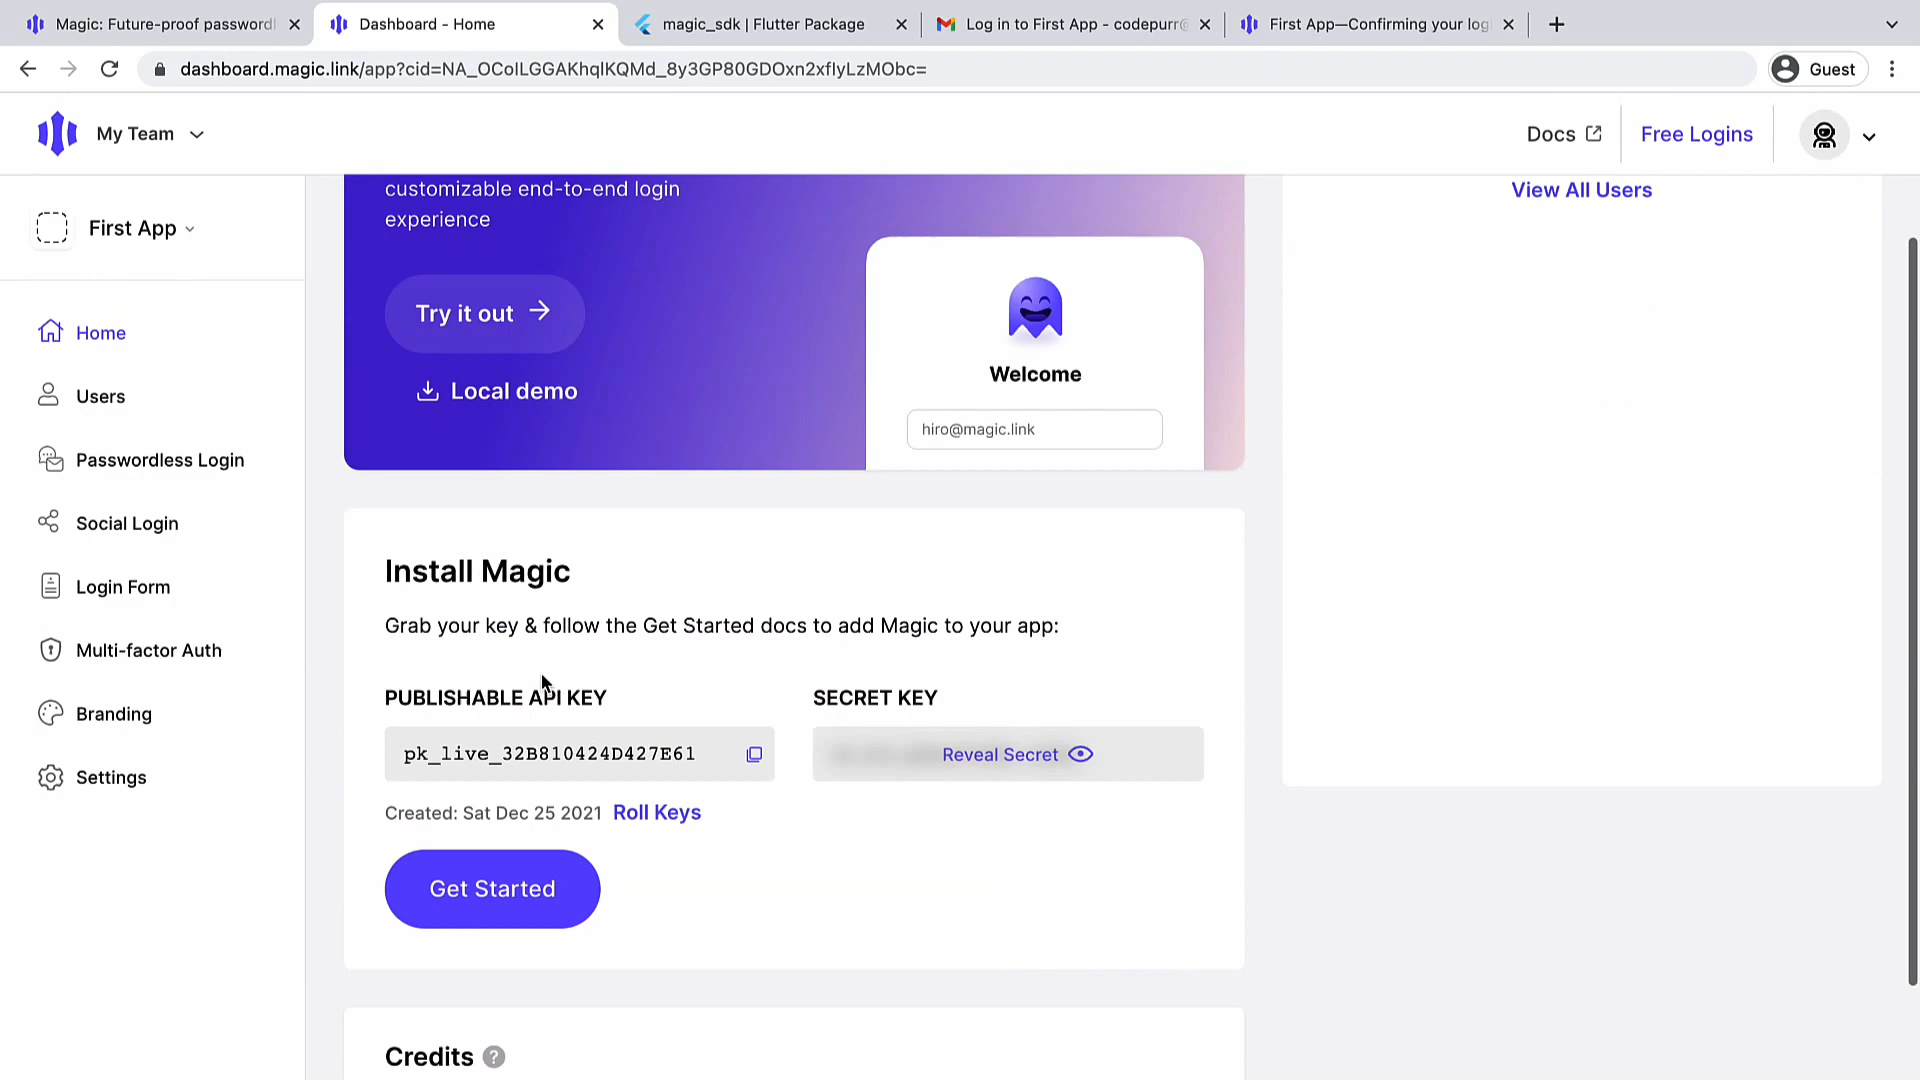 Magic: Future-proof password
Dashboard - Home
magic_sdk | Flutter Package
Log in to First App - codepurr
First App—Confirming your log
dashboard.magic.link/app?cid=NA_OCoILGGAKhqlKQMd_8y3GP80GDOxn2xflyLzMObc=
Guest
My Team
Docs
Free Logins
First App
Home
Users
Passwordless Login
Social Login
Login Form
Multi-factor Auth
Branding
Settings
customizable end-to-end login
experience
Try it out
Local demo
Welcome
hiro@magic.link
View All Users
Install Magic
Grab your key & follow the Get Started docs to add Magic to your app:
PUBLISHABLE API KEY
SECRET KEY
pk_live_32B810424D427E61
Reveal Secret
Created: Sat Dec 25 2021 Roll Keys
Get Started
Credits ?